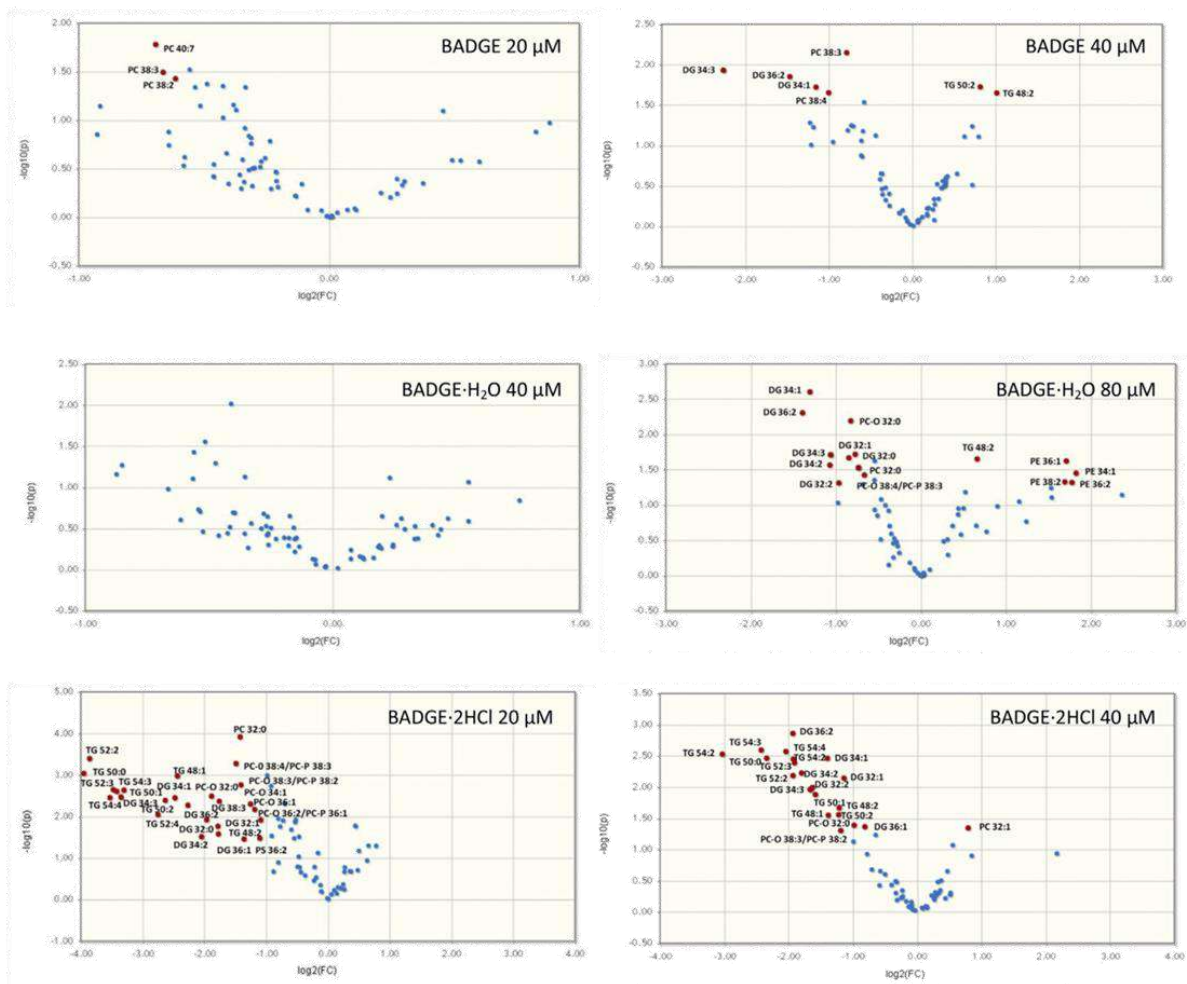 BADGE 20 µM
2.00
1.50
1.00
0.50
0.00
-0.50
-log10(p)
PC 40:7
PC 38:3
PC 38:2
-1.00 0.00 1.00
log2(FC)
BADGE 40 µM
2.50
2.00
1.50
1.00
0.50
0.00
-0.50
-log10(p)
PC 38:3
DG 34:3
DG 36:2
DG 34:1
PC 38:4
TG 50:2
TG 48:2
-3.00 -2.00 -1.00 0.00 1.00 2.00 3.00
log2(FC)
BADGE·H₂O 40 µM
2.50
2.00
1.50
1.00
0.50
0.00
-0.50
-log10(p)
-1.00 0.00 1.00
log2(FC)
BADGE·H₂O 80 µM
3.00
2.50
2.00
1.50
1.00
0.50
0.00
-0.50
-log10(p)
DG 34:1
DG 36:2
PC-O 32:0
DG 32:1
DG 34:3
DG 32:0
DG 34:2
PC 32:0
DG 32:2
PC-O 38:4/PC-P 38:3
TG 48:2
PE 36:1
PE 34:1
PE 38:2
PE 36:2
-3.00 -2.00 -1.00 0.00 1.00 2.00 3.00
log2(FC)
BADGE·2HCl 20 µM
5.00
4.00
3.00
2.00
1.00
0.00
-1.00
-log10(p)
PC 32:0
TG 52:2
PC-O 38:4/PC-P 38:3
TG 50:0
TG 48:1
TG 52:3
TG 54:3
DG 34:1
PC-O 38:3/PC-P 38:2
TG 50:1
PC-O 32:0
PC-O 34:1
TG 54:4
DG 34:3
TG 50:2
DG 38:3
PC-O 36:1
DG 36:2
PC-O 36:2/PC-P 36:1
TG 52:4
DG 32:0
DG 32:1
TG 48:2
DG 34:2
DG 36:1
PS 36:2
-4.00 -3.00 -2.00 -1.00 0.00 1.00 2.00 3.00 4.00
log2(FC)
BADGE·2HCl 40 µM
3.50
3.00
2.50
2.00
1.50
1.00
0.50
0.00
-0.50
-log10(p)
DG 36:2
TG 54:3
TG 54:4
TG 54:2
TG 50:0
TG 54:2
DG 34:1
TG 52:3
TG 52:2
DG 34:2
DG 32:1
DG 34:3
DG 32:2
TG 50:1
TG 48:2
TG 48:1
TG 50:2
PC-O 32:0
DG 36:1
PC-O 38:3/PC-P 38:2
PC 32:1
-4.00 -3.00 -2.00 -1.00 0.00 1.00 2.00 3.00 4.00
log2(FC)